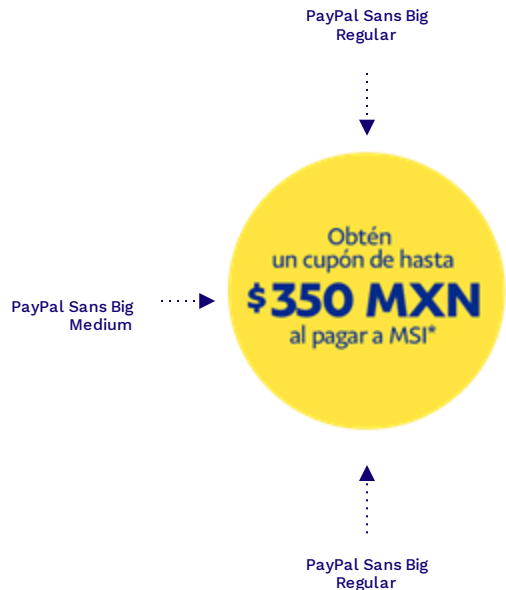 PayPal Sans Big
Regular
Obtén
un cupón de hasta
$350 MXN
al pagar a MSI*
PayPal Sans Big
Medium
PayPal Sans Big
Regular